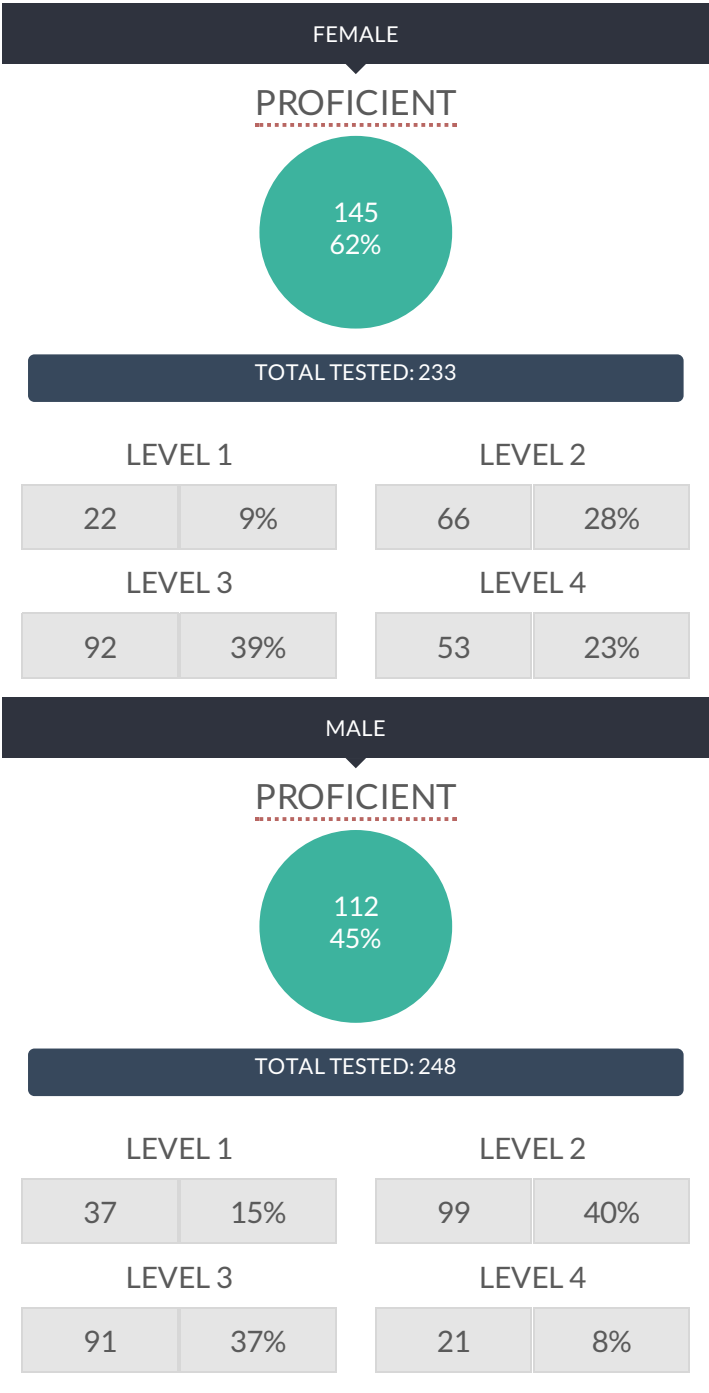 FEMALE
PROFICIENT
145
62%
TOTAL TESTED: 233
LEVEL 1 LEVEL 2
22 9% 66 28%
LEVEL 3 LEVEL 4
92 39% 53 23%
MALE
PROFICIENT
112
45%
TOTAL TESTED: 248
LEVEL 1 LEVEL 2
37 15% 99 40%
LEVEL 3 LEVEL 4
91 37% 21 8%